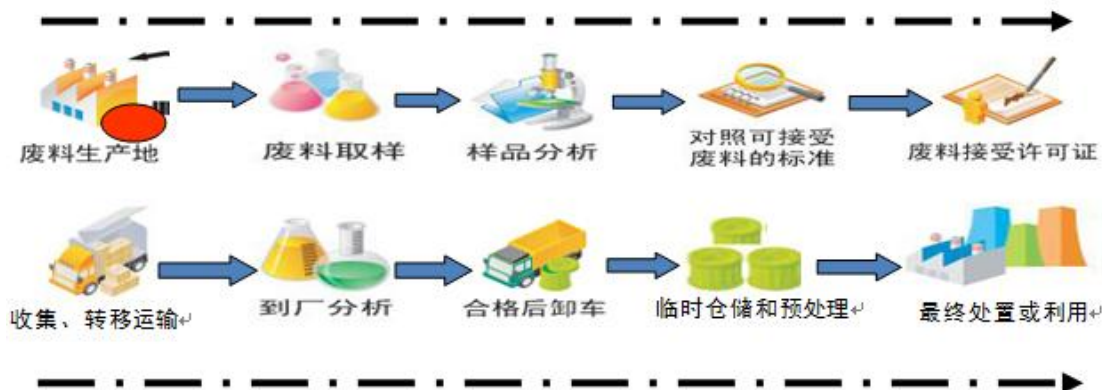 废料生产地
废料取样
样品分析
对照可接受
废料的标准
废料接受许可证
收集、转移运输
到厂分析
合格后卸车
临时仓储和预处理
最终处置或利用